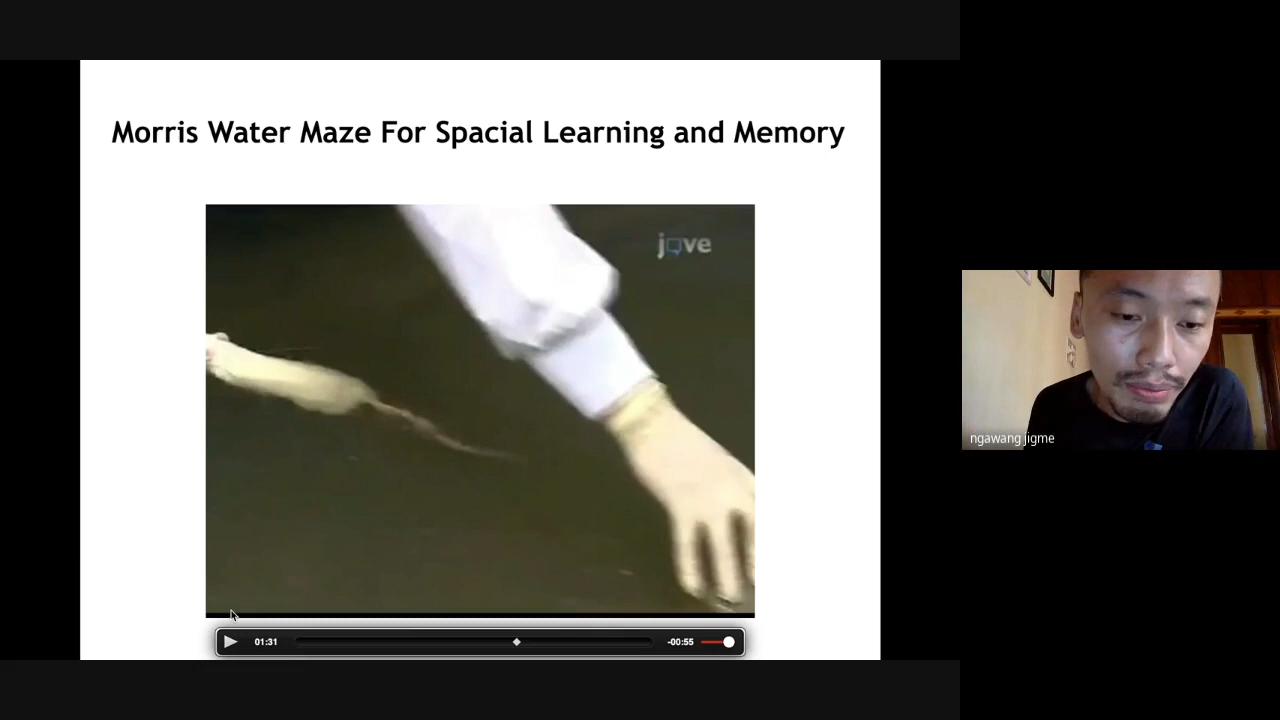 Morris Water Maze For Spacial Learning and Memory
jove
01:31
-00:55
ngawang jigme